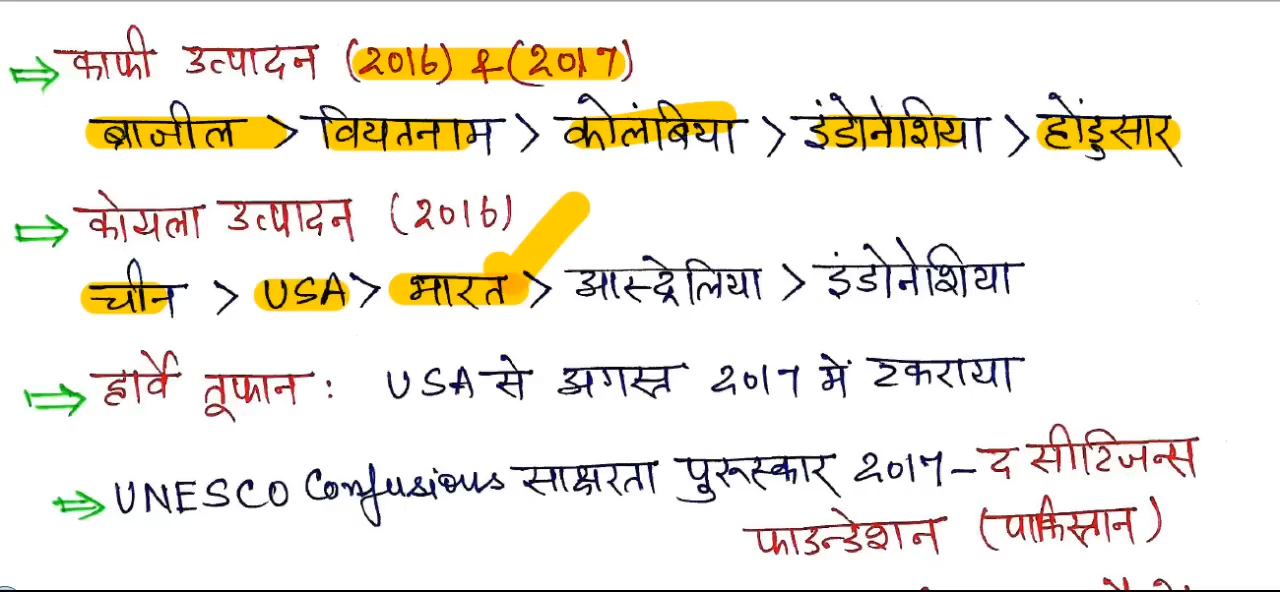 ⇒ काफी उत्पादन (2016) & (2017)
ब्राजील > वियतनाम > कोलंबिया > इंडोनेशिया > होंडुसार
⇒ कोयला उत्पादन (2016)
चीन > USA > भारत > आस्ट्रेलिया > इंडोनेशिया
⇒ हार्वे तूफान : USA से अगस्त 2017 में टकराया
⇒ UNESCO Confusious साक्षरता पुरूस्कार 2017 – द सीटिजन्स
फाउन्डेशन (पाकिस्तान)